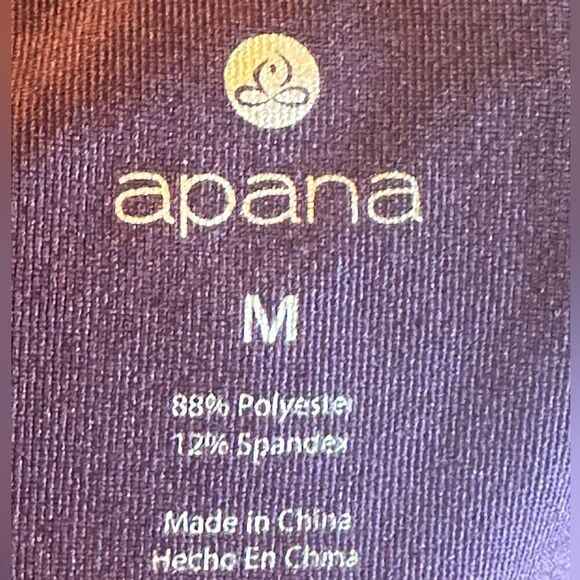 apana
M
88% Polyester
12% Spandex
Made in China
Hecho En China